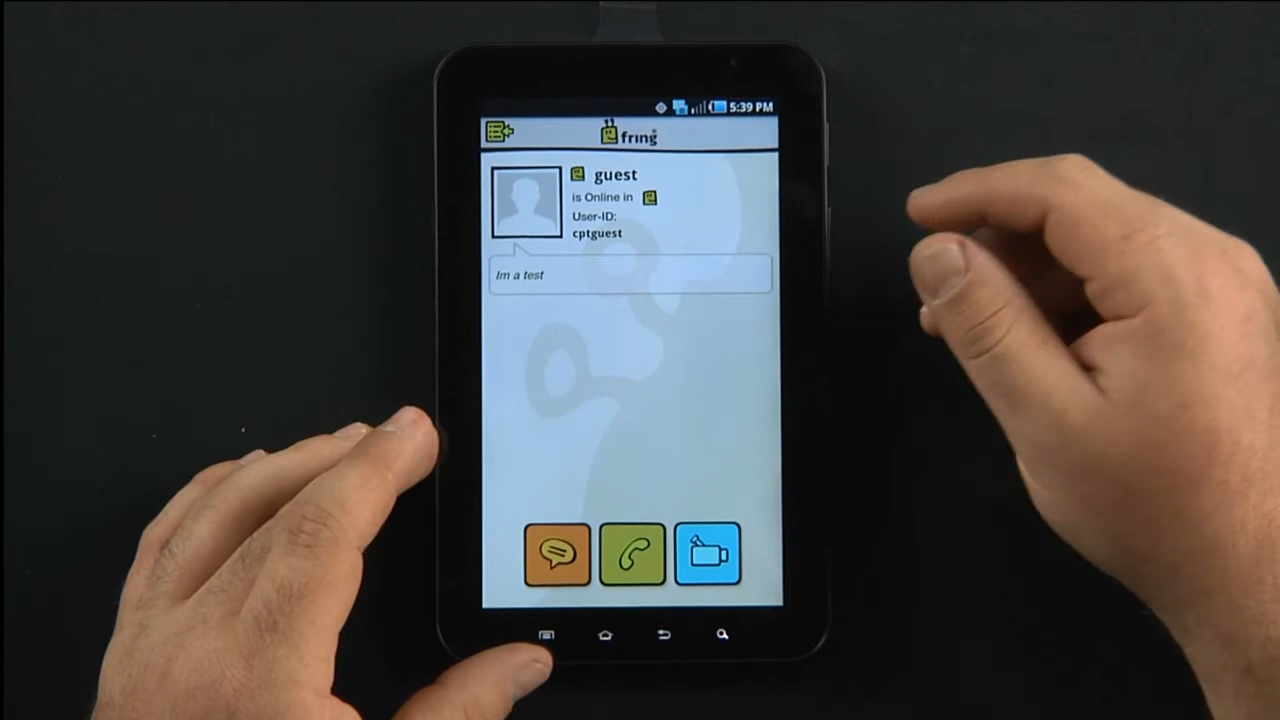 5:39 PM
fring
guest
is Online in
User-ID:
cptguest
Im a test